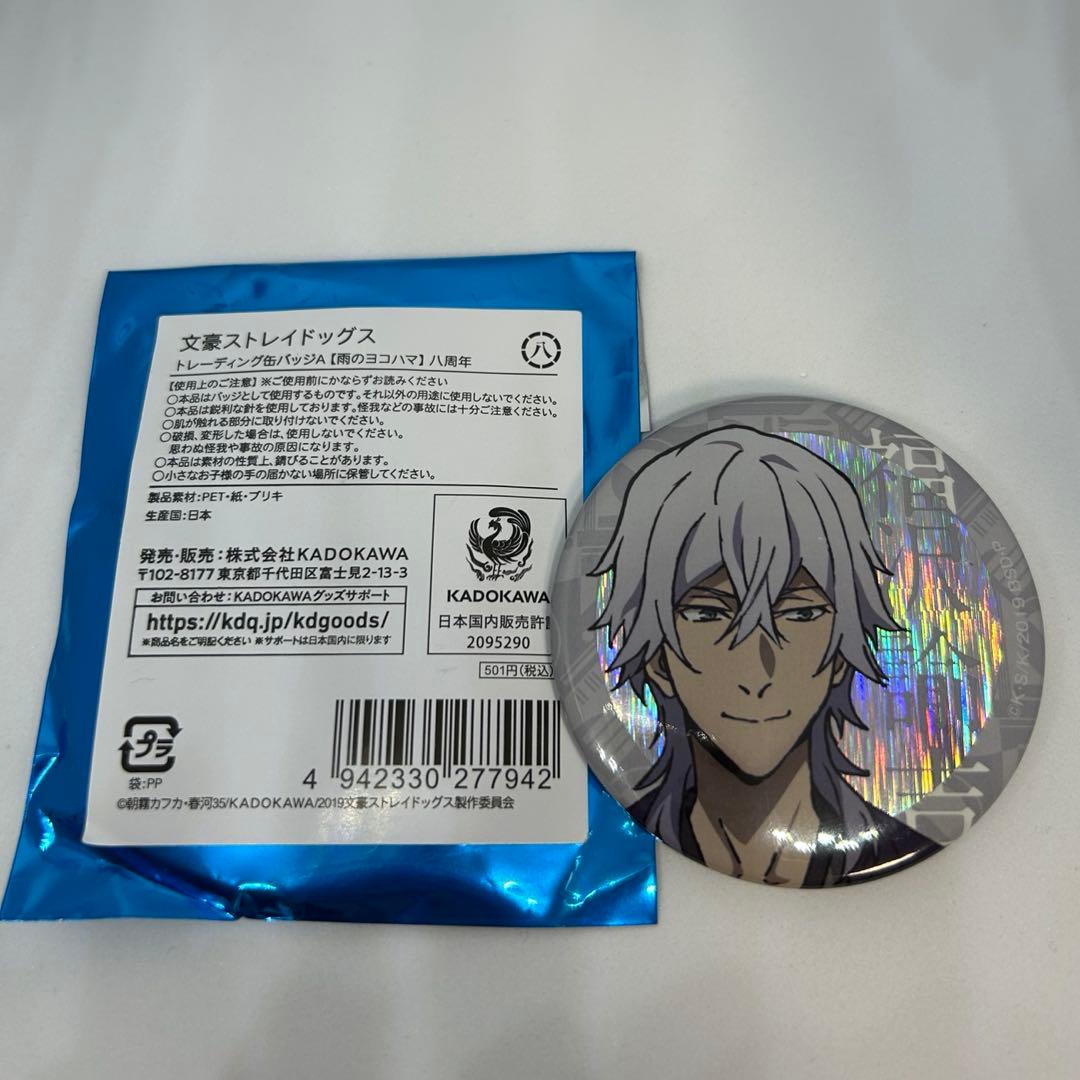 文豪ストレイドッグス
トレーディング缶バッジA【雨のヨコハマ】八周年
八
【使用上のご注意】※ご使用前にかならずお読みください
○本品はバッジとして使用するものです。それ以外の用途に使用しないでください。
○本品は鋭利な針を使用しております。怪我などの事故には十分ご注意ください。
○肌が触れる部分に取り付けないでください。
○破損、変形した場合は、使用しないでください。
思わぬ怪我や事故の原因になります。
○本品は素材の性質上、錆びることがあります。
○小さなお子様の手の届かない場所に保管してください。
製品素材:PET・紙・ブリキ
生産国:日本
発売・販売:株式会社KADOKAWA
〒102-8177 東京都千代田区富士見2-13-3
お問い合わせ:KADOKAWAグッズサポート
https://kdq.jp/kdgoods/
※商品名をご明記ください ※サポートは日本国内に限ります
KADOKAWA
日本国内販売許諾
2095290
501円(税込)
4 942330 277942
プラ
袋:PP
©朝霧カフカ・春河35/KADOKAWA/2019文豪ストレイドッグス製作委員会
福沢諭吉
©K・S/K/2019 BSDP